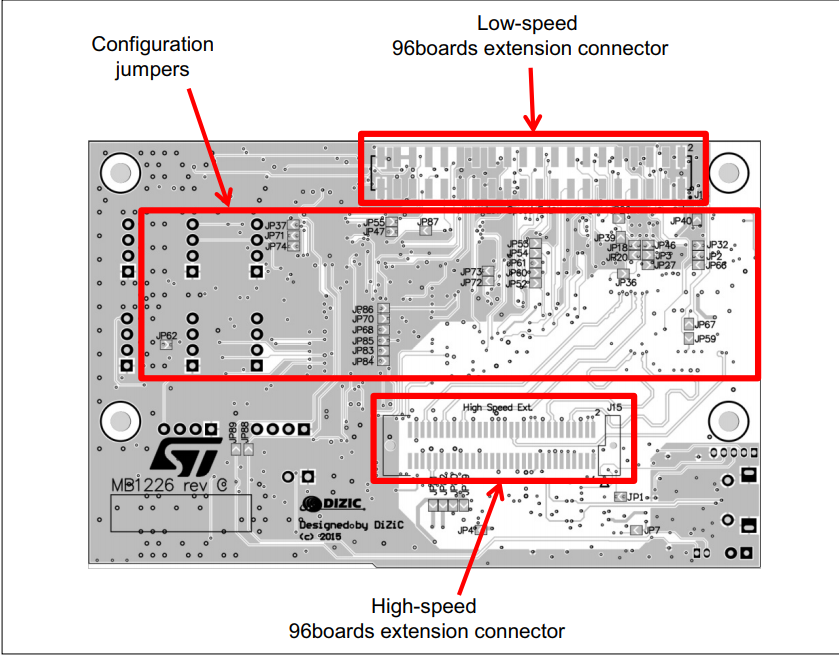 Low-speed
96boards extension connector
Configuration
jumpers
2
J1
JP37
JP71
JP74
JP55
JP47
JP87
JP40
JP39
JP18
JP20
JP46
JP3
JP27
JP36
JP32
JP2
JP66
JP53
JP54
JP61
JP60
JP52
JP73
JP72
JP86
JP70
JP68
JP85
JP83
JP84
JP62
JP67
JP59
High Speed Ext.
2
J15
JP89
JP88
ST
MB1226 rev C
DIZIC
Designed by DiZiC
(c) 2015
JP1
JP4
JP7
High-speed
96boards extension connector